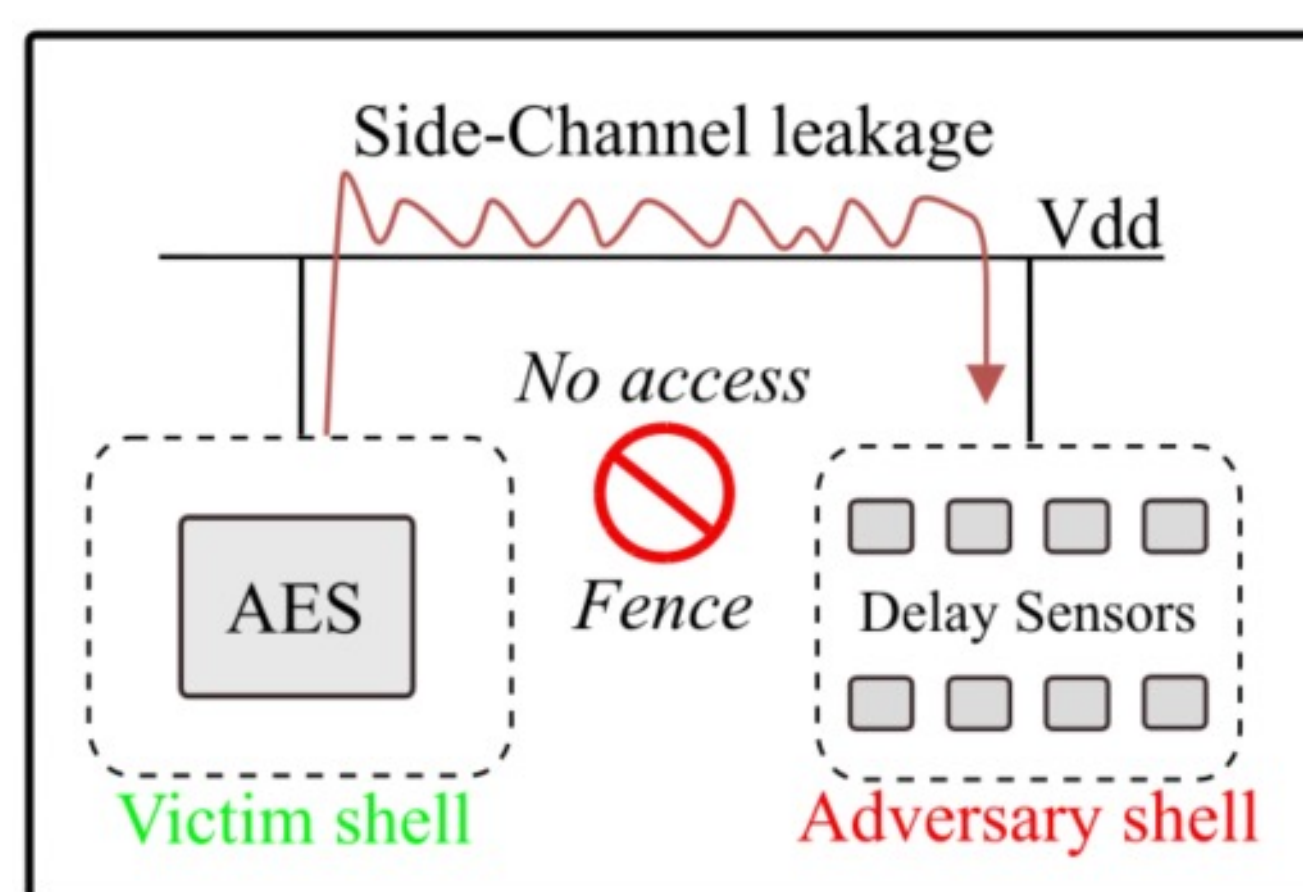 Side-Channel leakage
Vdd
No access
Fence
AES
Delay Sensors
Victim shell
Adversary shell